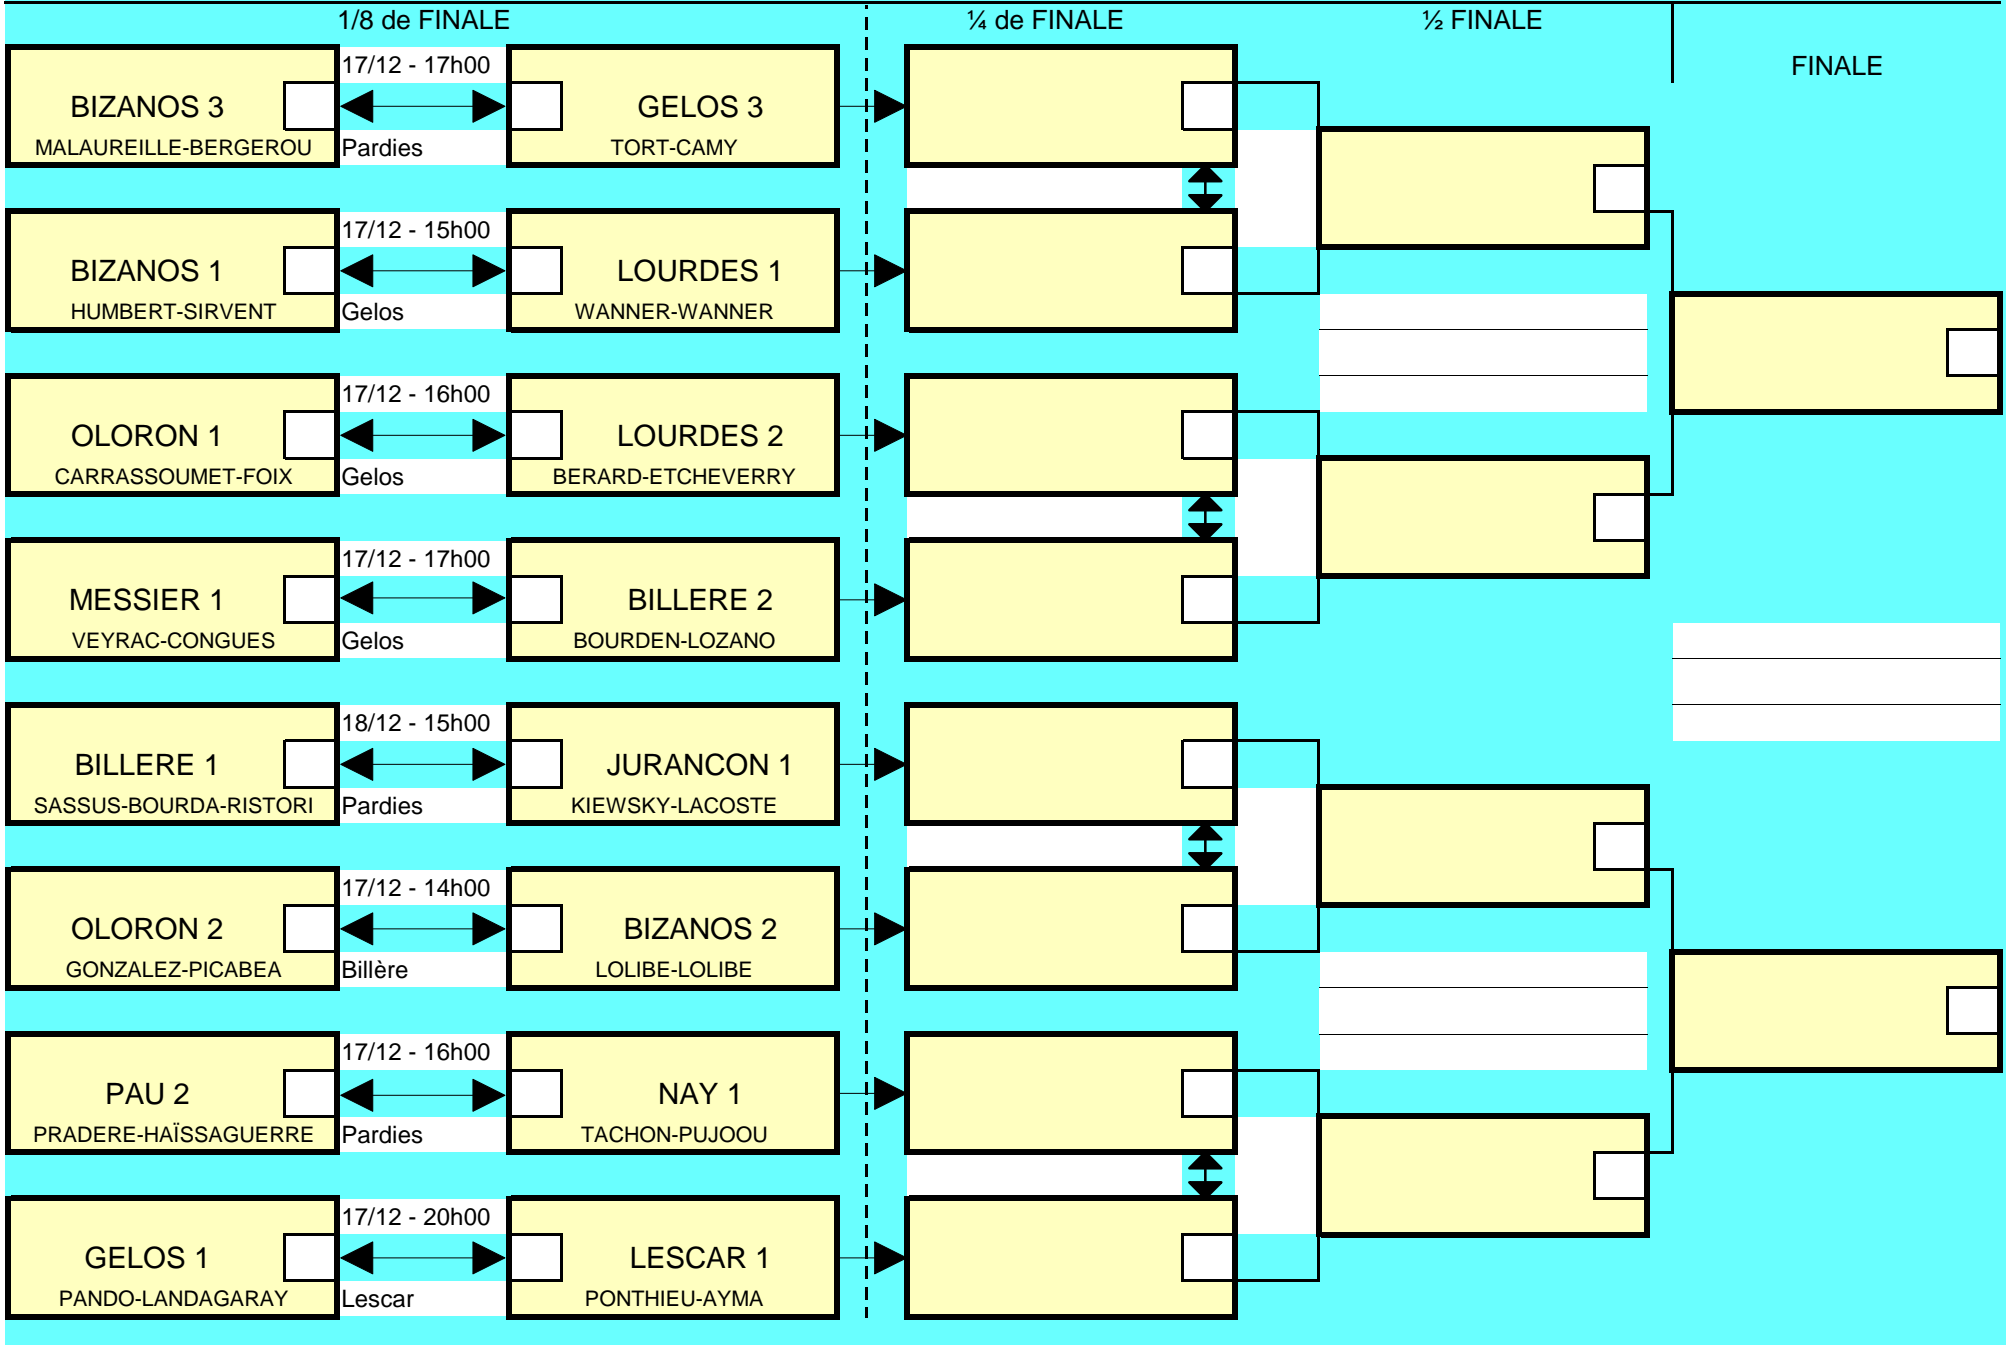 1/8 de FINALE
¼ de FINALE
½ FINALE
FINALE
17/12 - 17h00
BIZANOS 3
GELOS 3
MALAUREILLE-BERGEROU
Pardies
TORT-CAMY
17/12 - 15h00
BIZANOS 1
LOURDES 1
HUMBERT-SIRVENT
Gelos
WANNER-WANNER
17/12 - 16h00
OLORON 1
LOURDES 2
CARRASSOUMET-FOIX
Gelos
BERARD-ETCHEVERRY
17/12 - 17h00
MESSIER 1
BILLERE 2
VEYRAC-CONGUES
Gelos
BOURDEN-LOZANO
18/12 - 15h00
BILLERE 1
JURANCON 1
SASSUS-BOURDA-RISTORI
Pardies
KIEWSKY-LACOSTE
17/12 - 14h00
OLORON 2
BIZANOS 2
GONZALEZ-PICABEA
Billère
LOLIBE-LOLIBE
17/12 - 16h00
PAU 2
NAY 1
PRADERE-HAÏSSAGUERRE
Pardies
TACHON-PUJOOU
17/12 - 20h00
GELOS 1
LESCAR 1
PANDO-LANDAGARAY
Lescar
PONTHIEU-AYMA